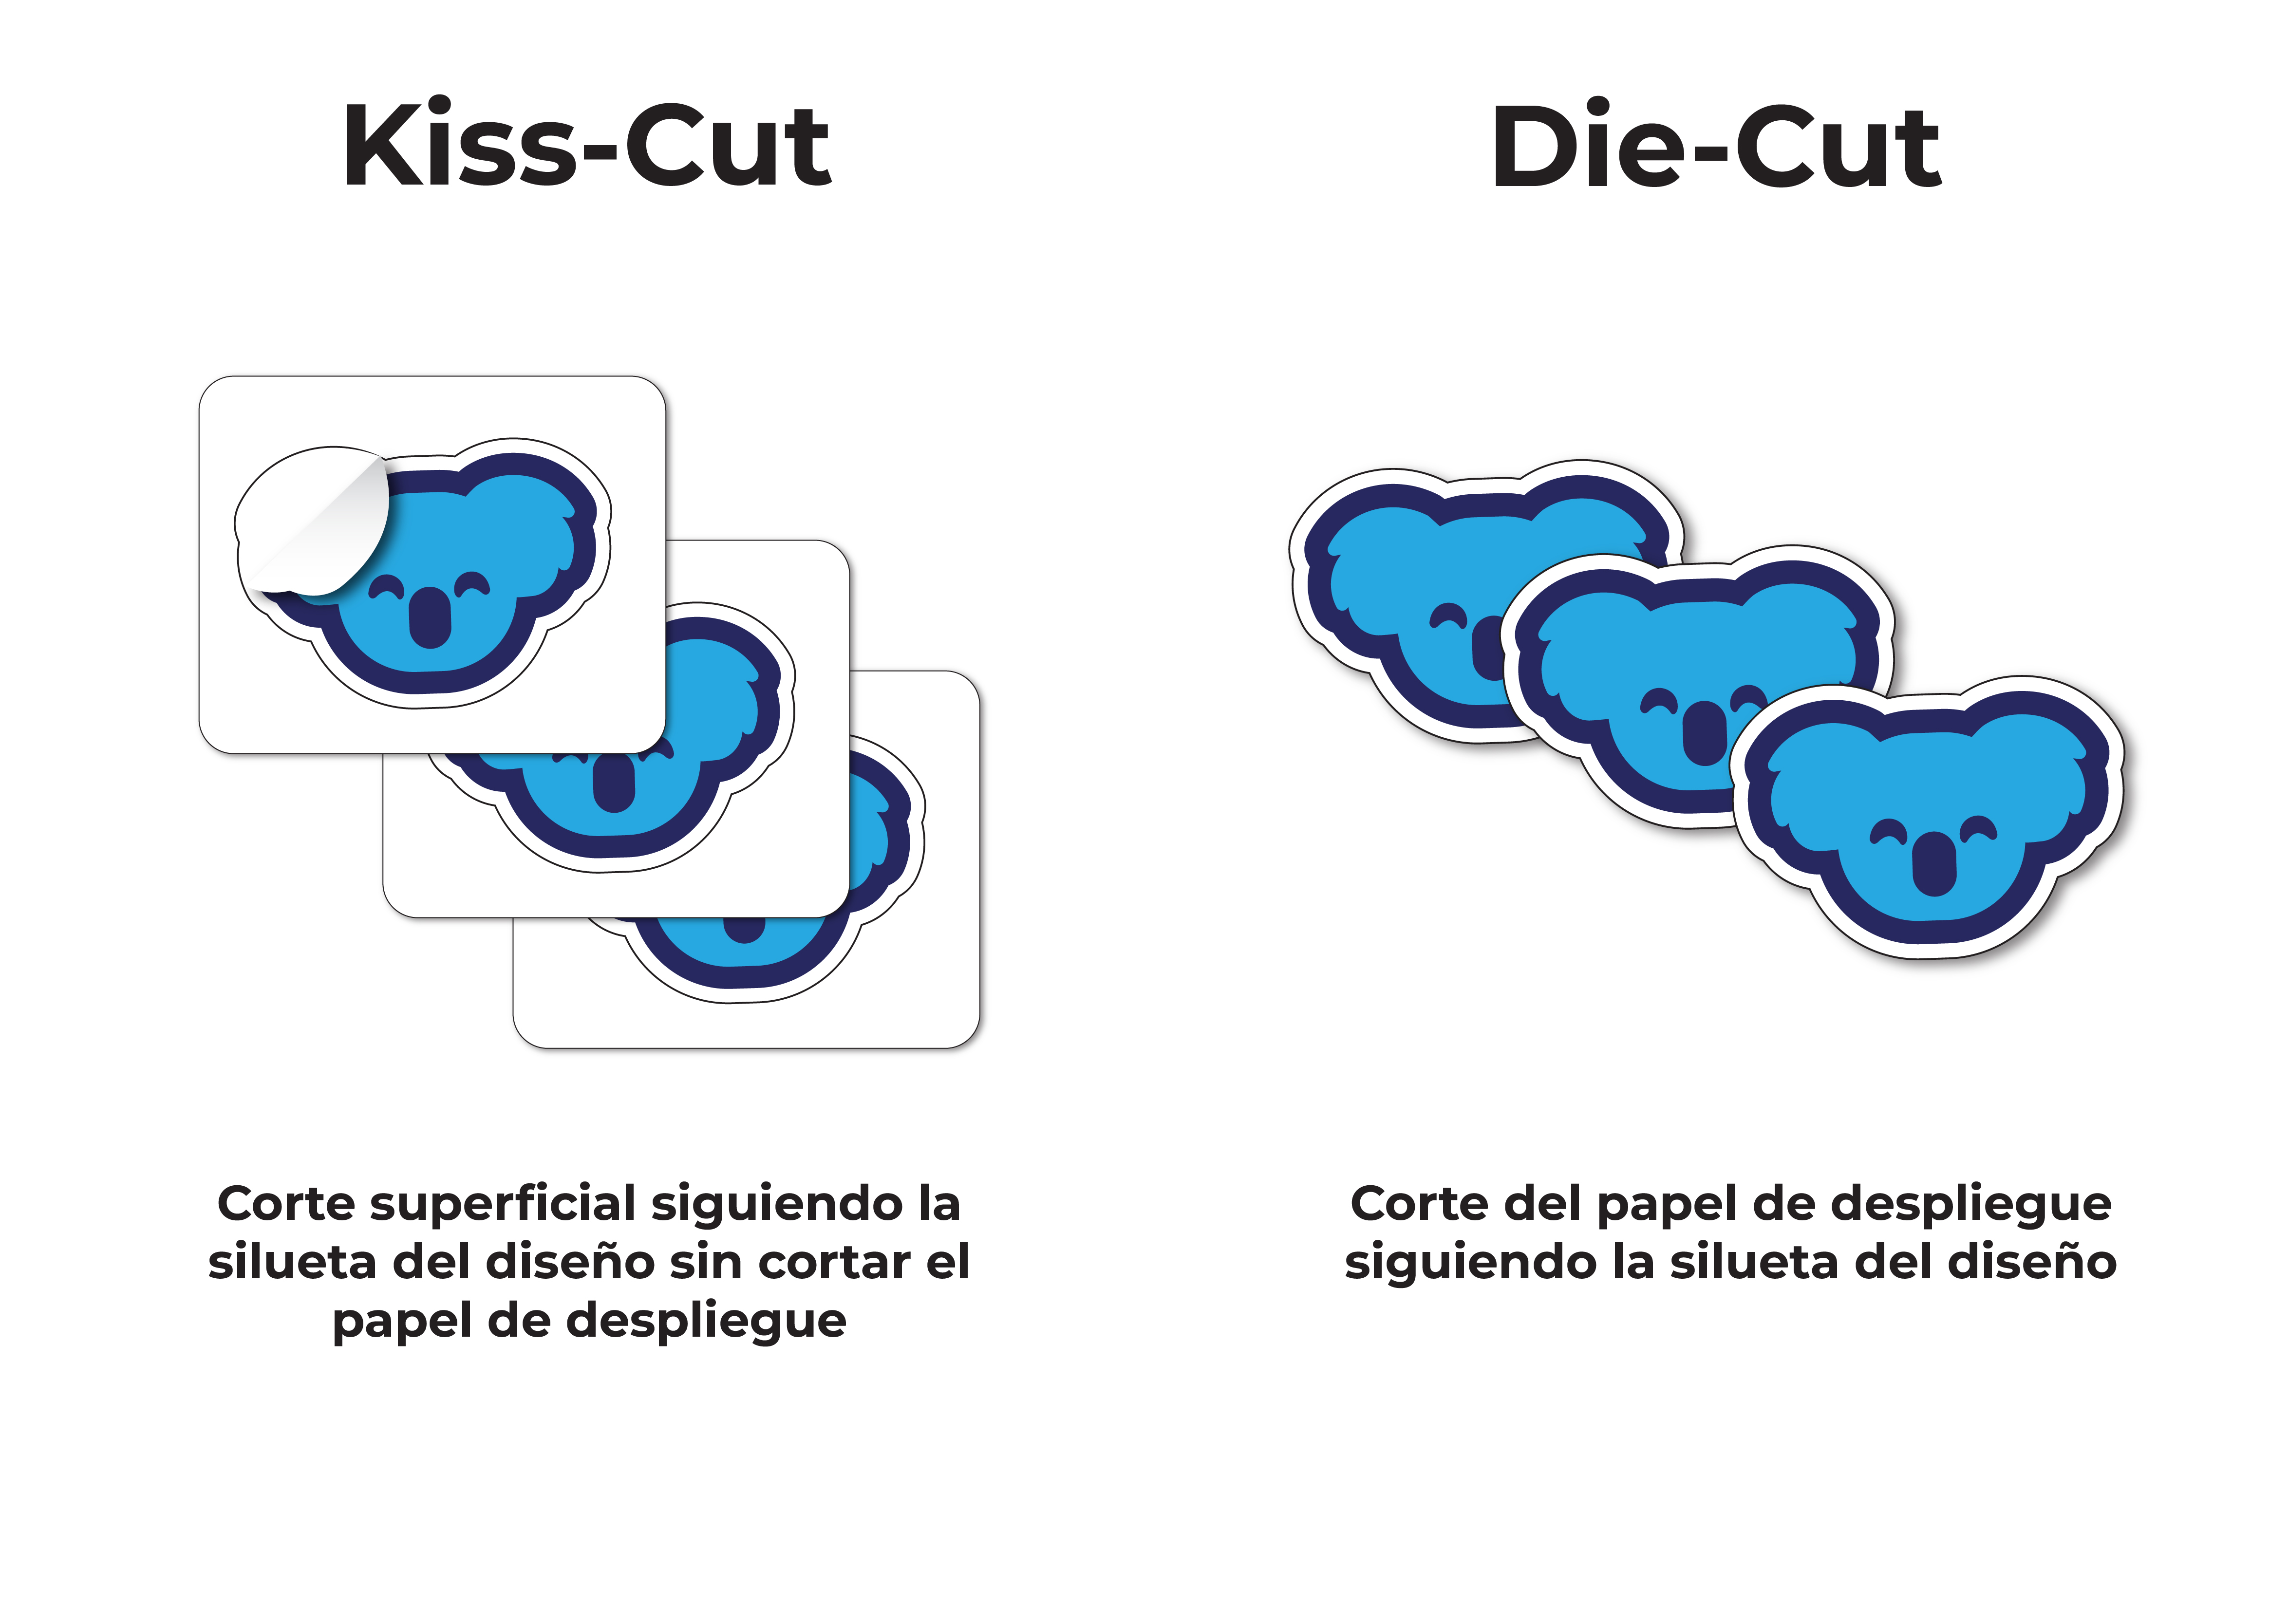 Kiss-Cut
Die-Cut
Corte superficial siguiendo la
silueta del diseño sin cortar el
papel de despliegue
Corte del papel de despliegue
siguiendo la silueta del diseño